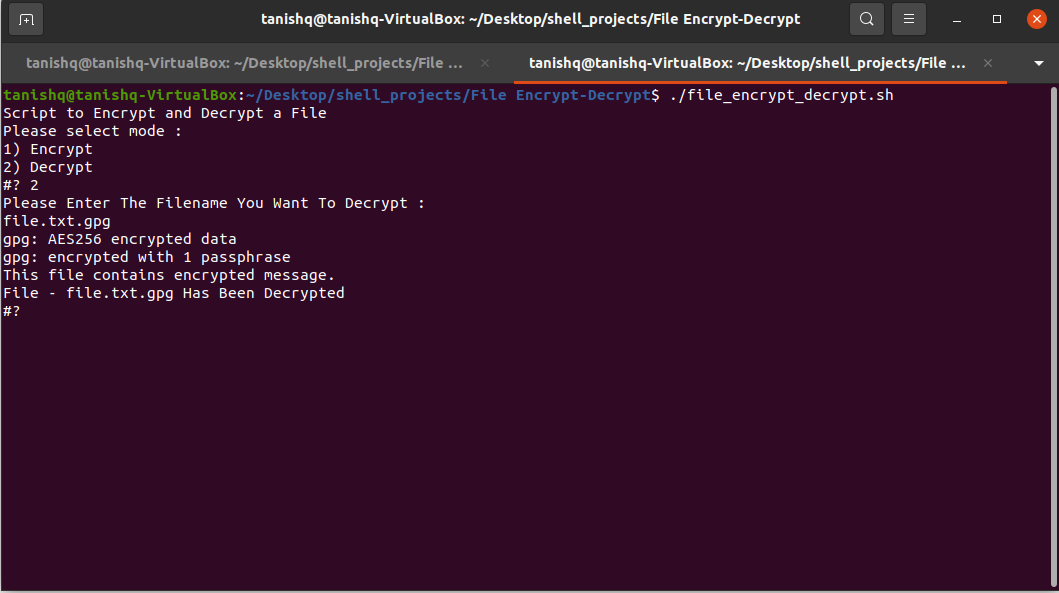 tanishq@tanishq-VirtualBox: ~/Desktop/shell_projects/File Encrypt-Decrypt
tanishq@tanishq-VirtualBox: ~/Desktop/shell_projects/File ...
tanishq@tanishq-VirtualBox: ~/Desktop/shell_projects/File ...
tanishq@tanishq-VirtualBox:~/Desktop/shell_projects/File Encrypt-Decrypt$ ./file_encrypt_decrypt.sh
Script to Encrypt and Decrypt a File
Please select mode :
1) Encrypt
2) Decrypt
#? 2
Please Enter The Filename You Want To Decrypt :
file.txt.gpg
gpg: AES256 encrypted data
gpg: encrypted with 1 passphrase
This file contains encrypted message.
File - file.txt.gpg Has Been Decrypted
#?